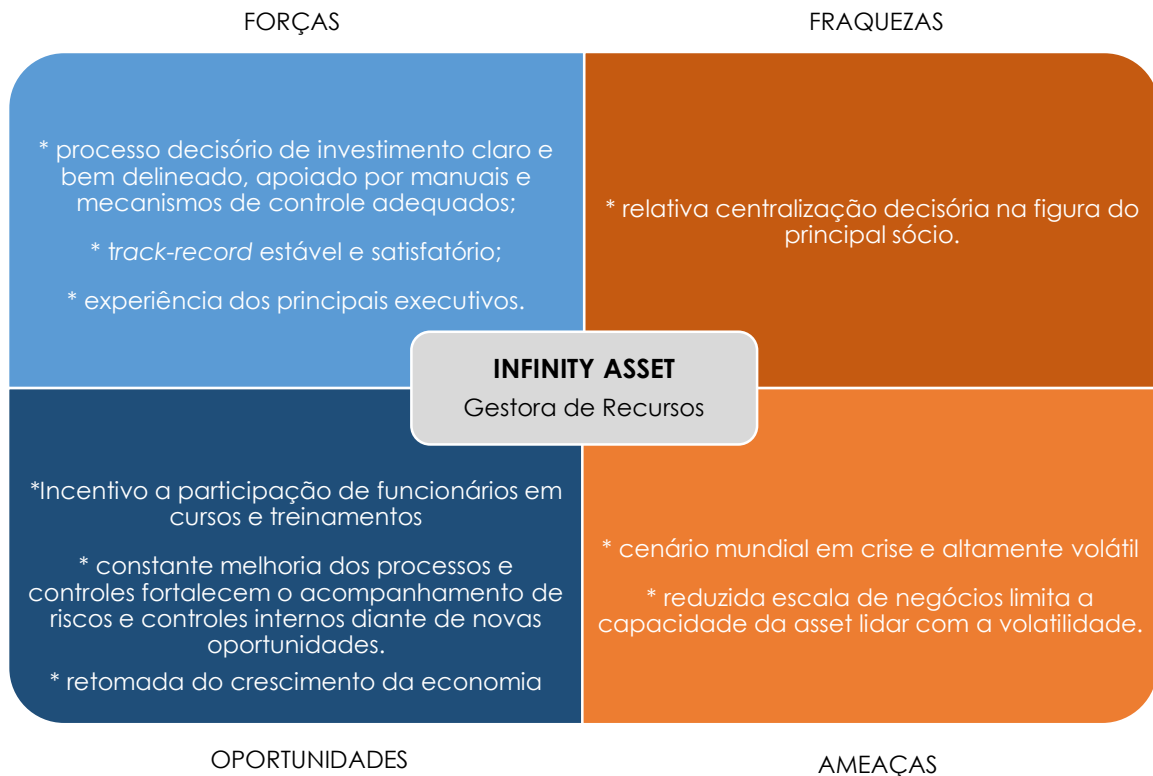 FORÇAS
FRAQUEZAS
* processo decisório de investimento claro e
bem delineado, apoiado por manuais e
mecanismos de controle adequados;
* track-record estável e satisfatório;
* experiência dos principais executivos.
* relativa centralização decisória na figura do
principal sócio.
INFINITY ASSET
Gestora de Recursos
*Incentivo a participação de funcionários em
cursos e treinamentos
* constante melhoria dos processos e
controles fortalecem o acompanhamento de
riscos e controles internos diante de novas
oportunidades.
* retomada do crescimento da economia
* cenário mundial em crise e altamente volátil
* reduzida escala de negócios limita a
capacidade da asset lidar com a volatilidade.
OPORTUNIDADES
AMEAÇAS